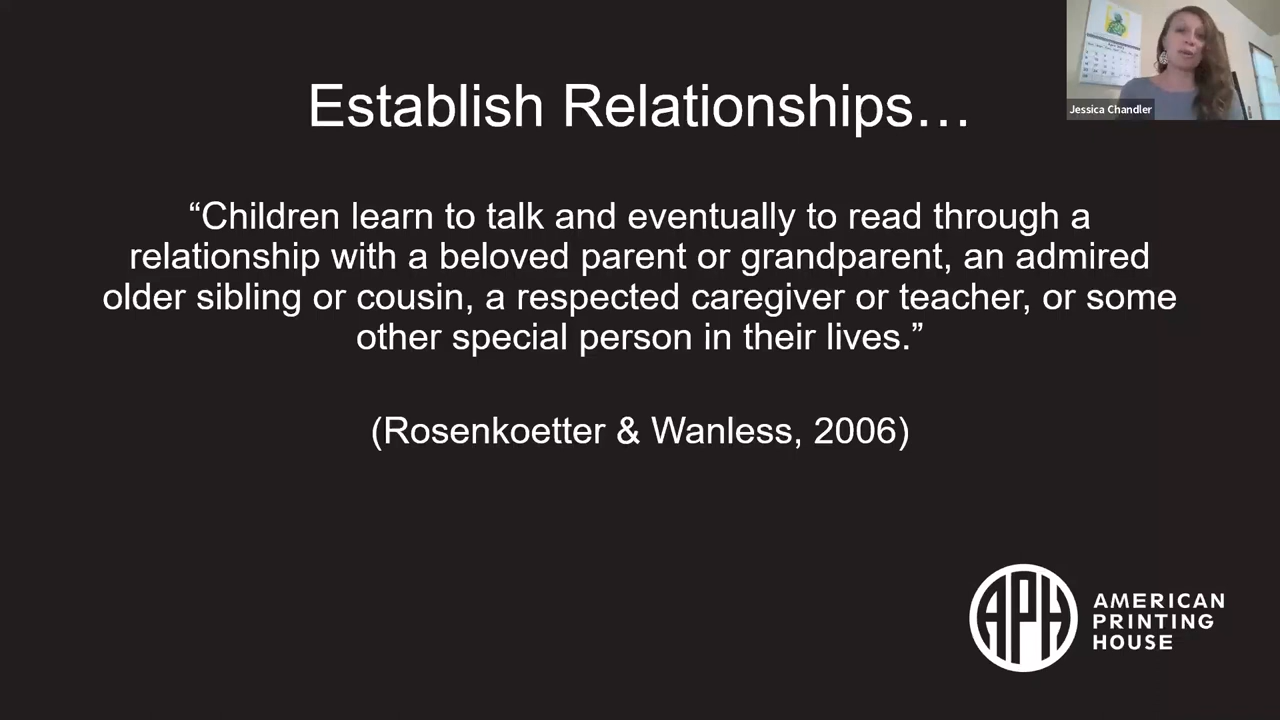 Establish Relationships…
Jessica Chandler
“Children learn to talk and eventually to read through a
relationship with a beloved parent or grandparent, an admired
older sibling or cousin, a respected caregiver or teacher, or some
other special person in their lives.”
(Rosenkoetter & Wanless, 2006)
APH
AMERICAN
PRINTING
HOUSE